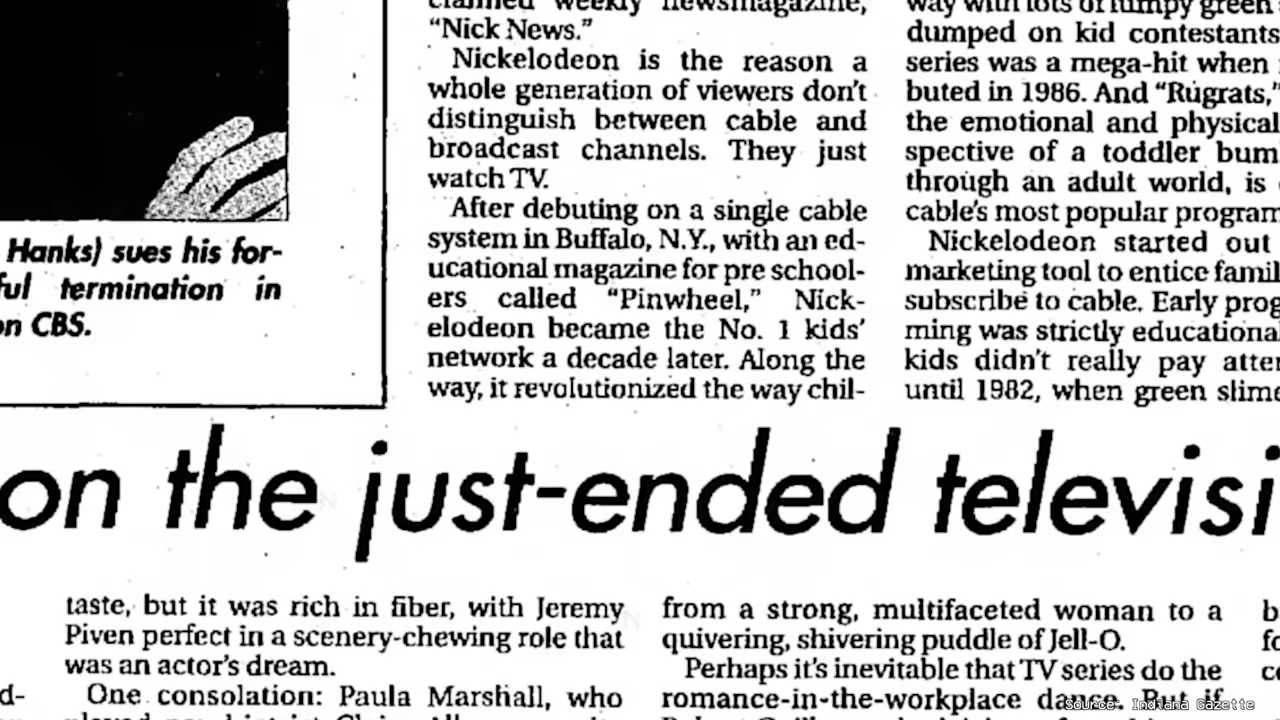 Hanks) sues his for-
ful termination in
on CBS.
claimed weekly newsmagazine,
"Nick News."
Nickelodeon is the reason a
whole generation of viewers don't
distinguish between cable and
broadcast channels. They just
watch TV.
After debuting on a single cable
system in Buffalo, N.Y., with an ed-
ucational magazine for pre school-
ers called "Pinwheel," Nick-
elodeon became the No. 1 kids'
network a decade later. Along the
way, it revolutionized the way chil-
way with lots of lumpy green
dumped on kid contestants
series was a mega-hit when
buted in 1986. And "Rugrats,"
the emotional and physical
spective of a toddler bum
through an adult world, is
cable's most popular program
Nickelodeon started out
marketing tool to entice famil
subscribe to cable. Early prog
ming was strictly educational
kids didn't really pay atten
until 1982, when green slime
on the just-ended televisi
d-
taste, but it was rich in fiber, with Jeremy
Piven perfect in a scenery-chewing role that
was an actor's dream.
One consolation: Paula Marshall, who
from a strong, multifaceted woman to a
quivering, shivering puddle of Jell-O.
Perhaps it's inevitable that TV series do the
romance-in-the-workplace dance. But if
b
fo
co
Source: Indiana Gazette